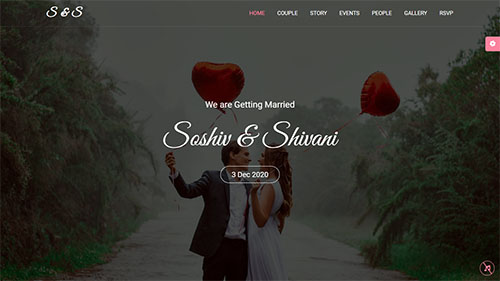 S & S
HOME COUPLE STORY EVENTS PEOPLE GALLERY RSVP
We are Getting Married
Soshiv & Shivani
3 Dec 2020